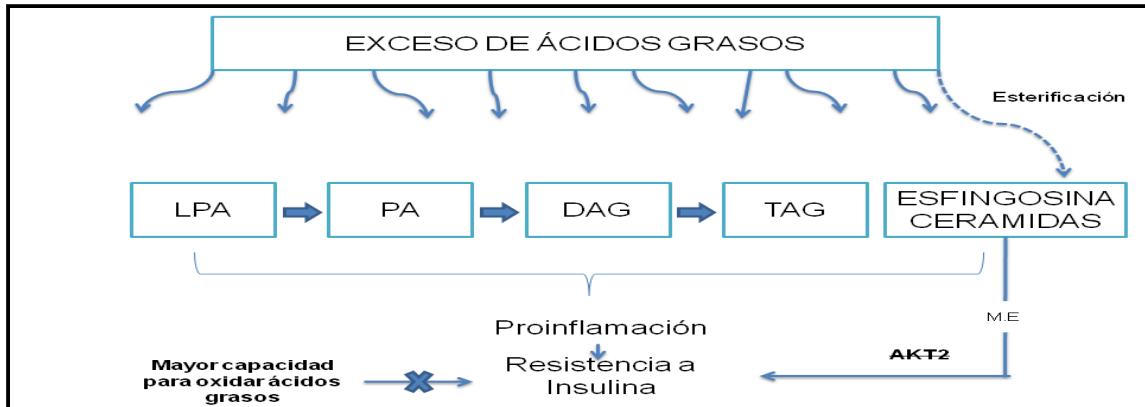 EXCESO DE ÁCIDOS GRASOS
Esterificación
LPA
PA
DAG
TAG
ESFINGOSINA
CERAMIDAS
M.E
Proinflamación
AKT2
Resistencia a
Insulina
Mayor capacidad
para oxidar ácidos
grasos